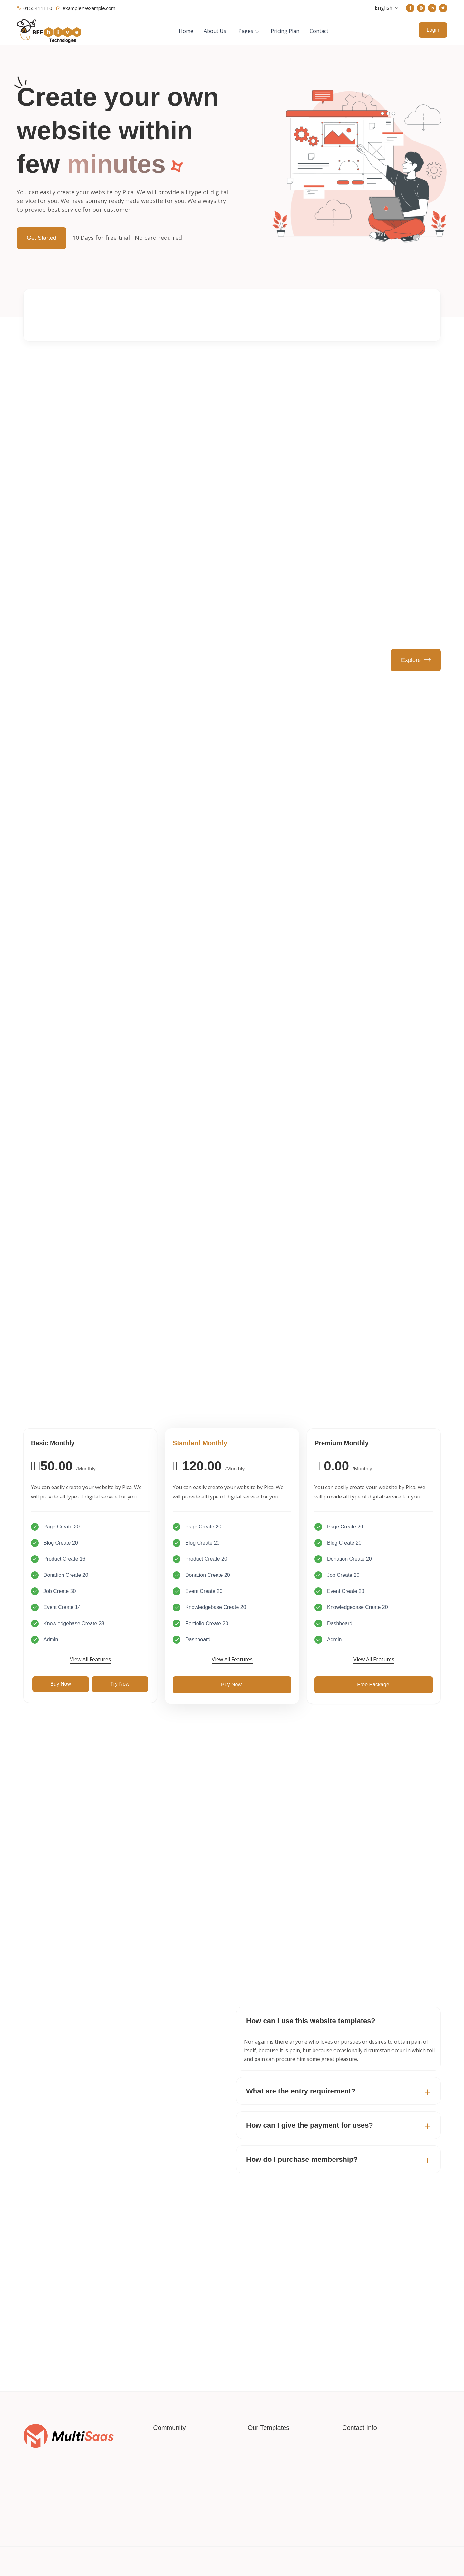 0155411110 example@example.com
English
BEE hive
Technologies
Home About Us Pages Pricing Plan Contact
Login
Create your own
website within
few minutes
You can easily create your website by Pica. We will provide all type of digital
service for you. We have somany readymade website for you. We always try
to provide best service for our customer.
Get Started
10 Days for free trial , No card required
Explore
Basic Monthly
50.00 /Monthly
You can easily create your website by Pica. We
will provide all type of digital service for you.
Page Create 20
Blog Create 20
Product Create 16
Donation Create 20
Job Create 30
Event Create 14
Knowledgebase Create 28
Admin
View All Features
Buy Now
Try Now
Standard Monthly
120.00 /Monthly
You can easily create your website by Pica. We
will provide all type of digital service for you.
Page Create 20
Blog Create 20
Product Create 20
Donation Create 20
Event Create 20
Knowledgebase Create 20
Portfolio Create 20
Dashboard
View All Features
Buy Now
Premium Monthly
0.00 /Monthly
You can easily create your website by Pica. We
will provide all type of digital service for you.
Page Create 20
Blog Create 20
Donation Create 20
Job Create 20
Event Create 20
Knowledgebase Create 20
Dashboard
Admin
View All Features
Free Package
How can I use this website templates?
Nor again is there anyone who loves or pursues or desires to obtain pain of
itself, because it is pain, but because occasionally circumstan occur in which toil
and pain can procure him some great pleasure.
What are the entry requirement?
How can I give the payment for uses?
How do I purchase membership?
MultiSaas
Community
Our Templates
Contact Info